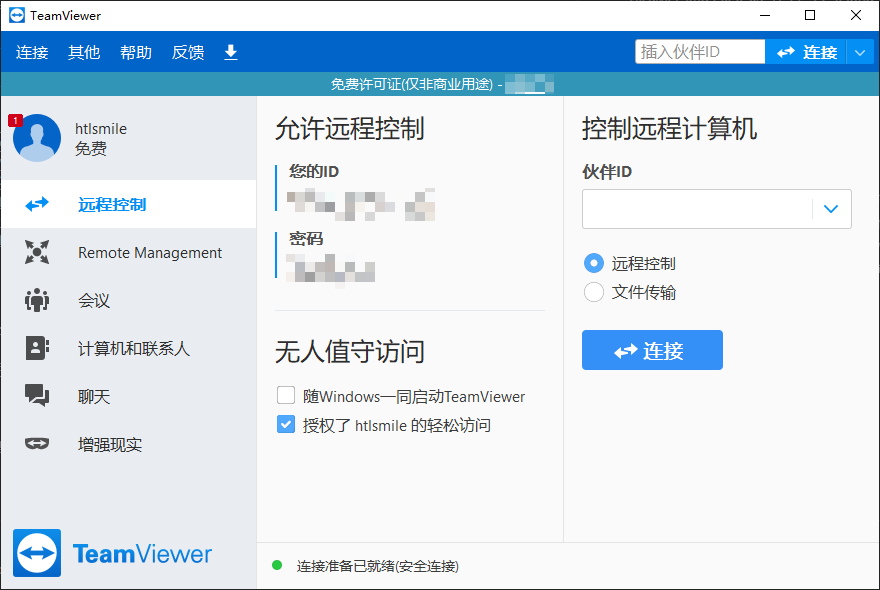 TeamViewer
连接 其他 帮助 反馈
插入伙伴ID 连接
免费许可证(仅非商业用途) -
1
htlsmile
免费
远程控制
Remote Management
会议
计算机和联系人
聊天
增强现实
TeamViewer
允许远程控制
您的ID
密码
无人值守访问
随Windows一同启动TeamViewer
授权了 htlsmile 的轻松访问
控制远程计算机
伙伴ID
远程控制
文件传输
连接
连接准备已就绪(安全连接)